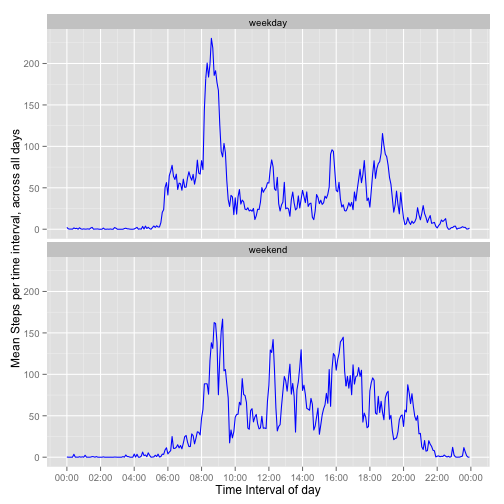 weekday
200
150
100
50
0
weekend
200
150
100
50
0
00:00 02:00 04:00 06:00 08:00 10:00 12:00 14:00 16:00 18:00 20:00 22:00 00:00
Time Interval of day
Mean Steps per time interval, across all days